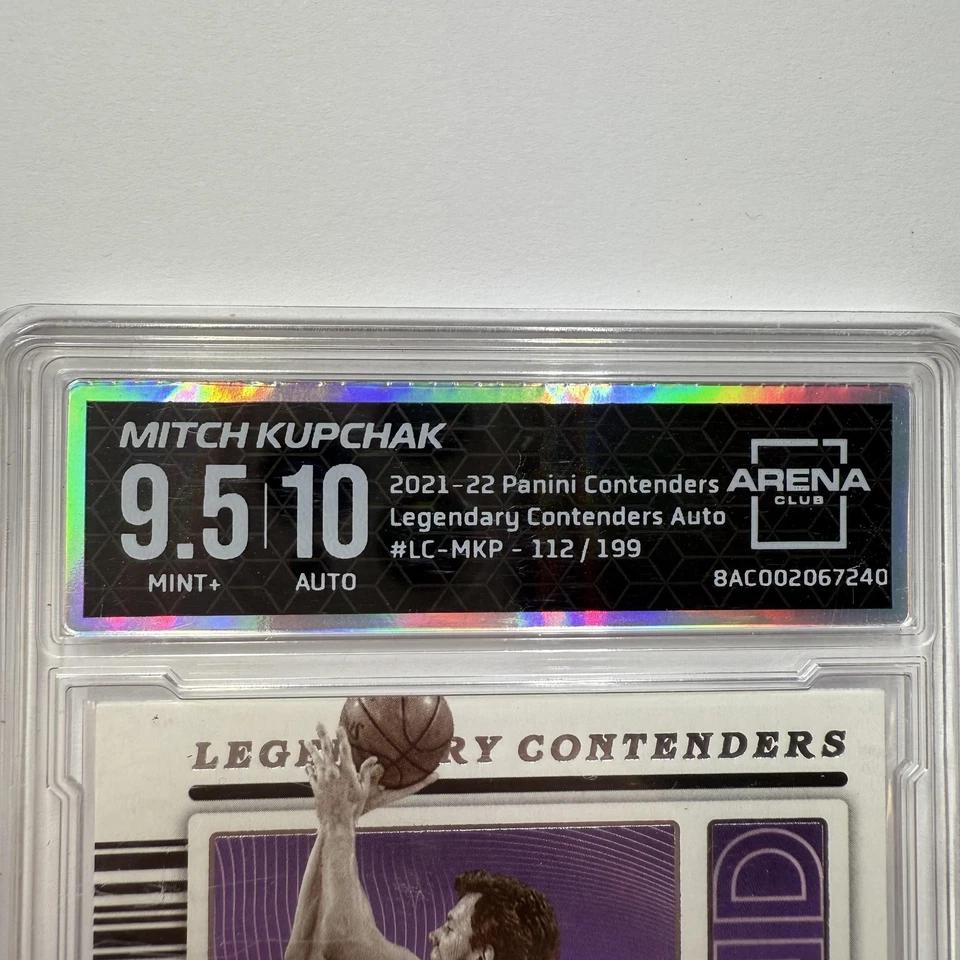 MITCH KUPCHAK
9.5 10
MINT+ AUTO
2021-22 Panini Contenders
Legendary Contenders Auto
#LC-MKP - 112/199
ARENA
CLUB
8AC002067240
CONTENDERS